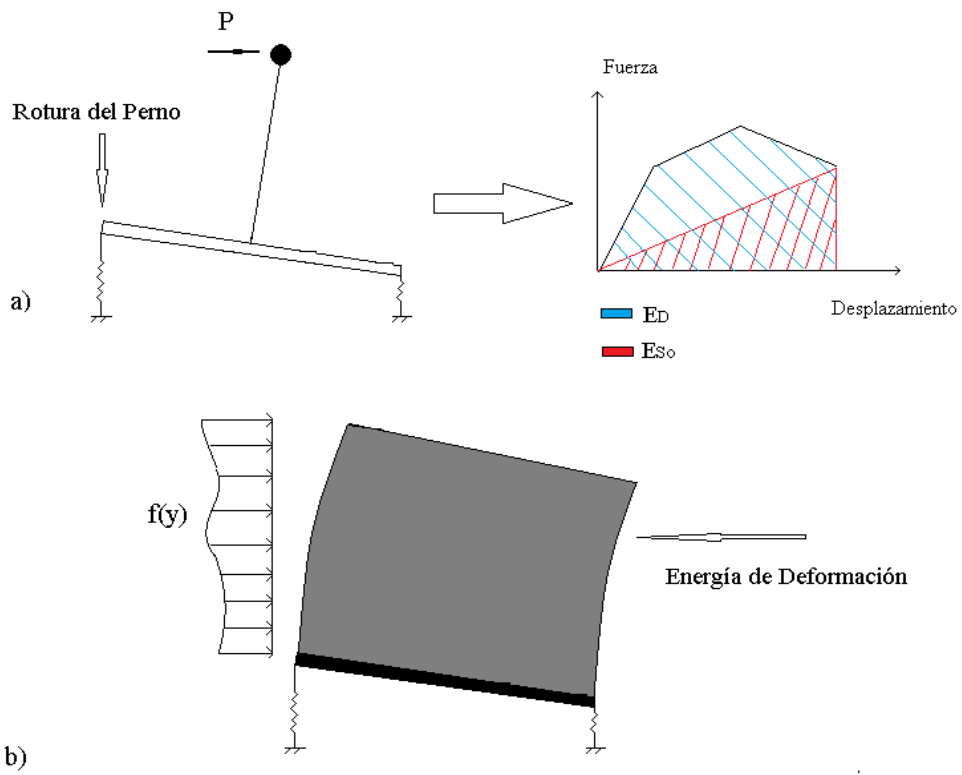 P
Rotura del Perno
a)
Fuerza
Desplazamiento
ED
ESo
f(y)
Energía de Deformación
b)